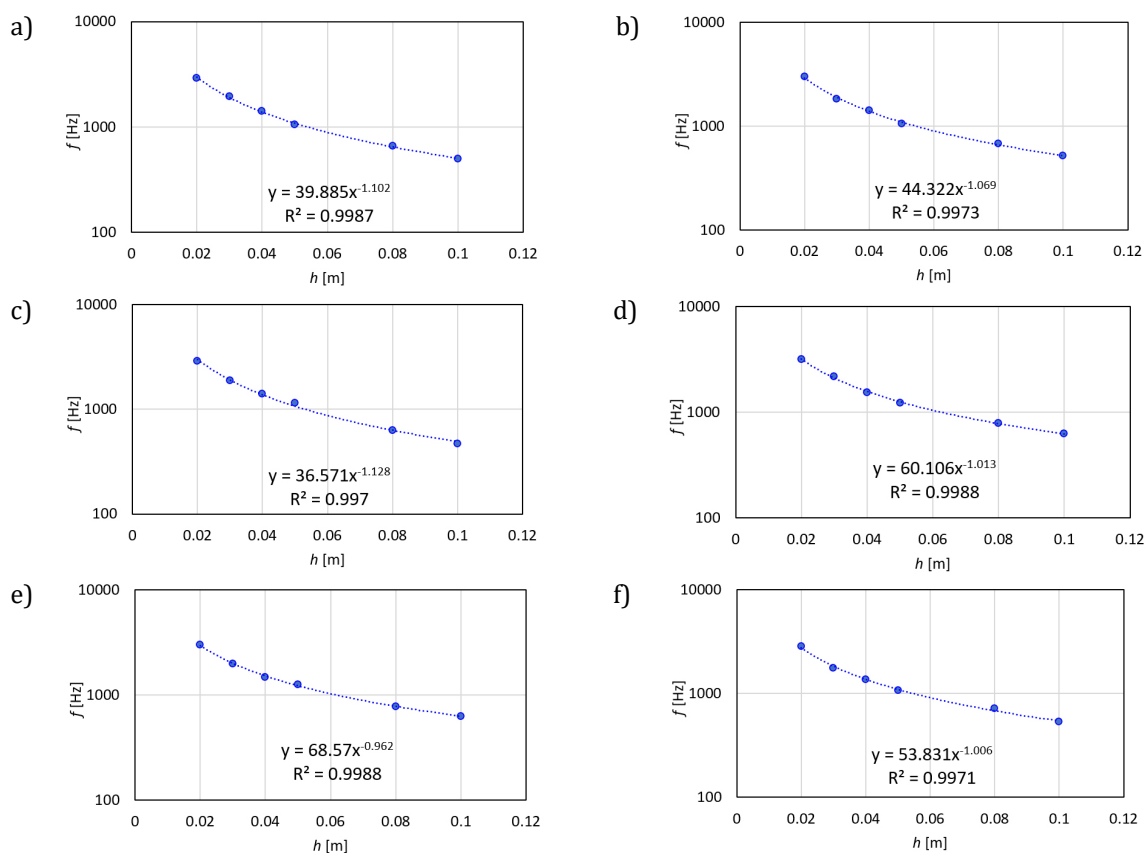 a)
10000
1000
100
f [Hz]
y = 39.885x^-1.102
R² = 0.9987
0 0.02 0.04 0.06 0.08 0.1 0.12
h [m]
b)
10000
1000
100
f [Hz]
y = 44.322x^-1.069
R² = 0.9973
0 0.02 0.04 0.06 0.08 0.1 0.12
h [m]
c)
10000
1000
100
f [Hz]
y = 36.571x^-1.128
R² = 0.997
0 0.02 0.04 0.06 0.08 0.1 0.12
h [m]
d)
10000
1000
100
f [Hz]
y = 60.106x^-1.013
R² = 0.9988
0 0.02 0.04 0.06 0.08 0.1 0.12
h [m]
e)
10000
1000
100
f [Hz]
y = 68.57x^-0.962
R² = 0.9988
0 0.02 0.04 0.06 0.08 0.1 0.12
h [m]
f)
10000
1000
100
f [Hz]
y = 53.831x^-1.006
R² = 0.9971
0 0.02 0.04 0.06 0.08 0.1 0.12
h [m]